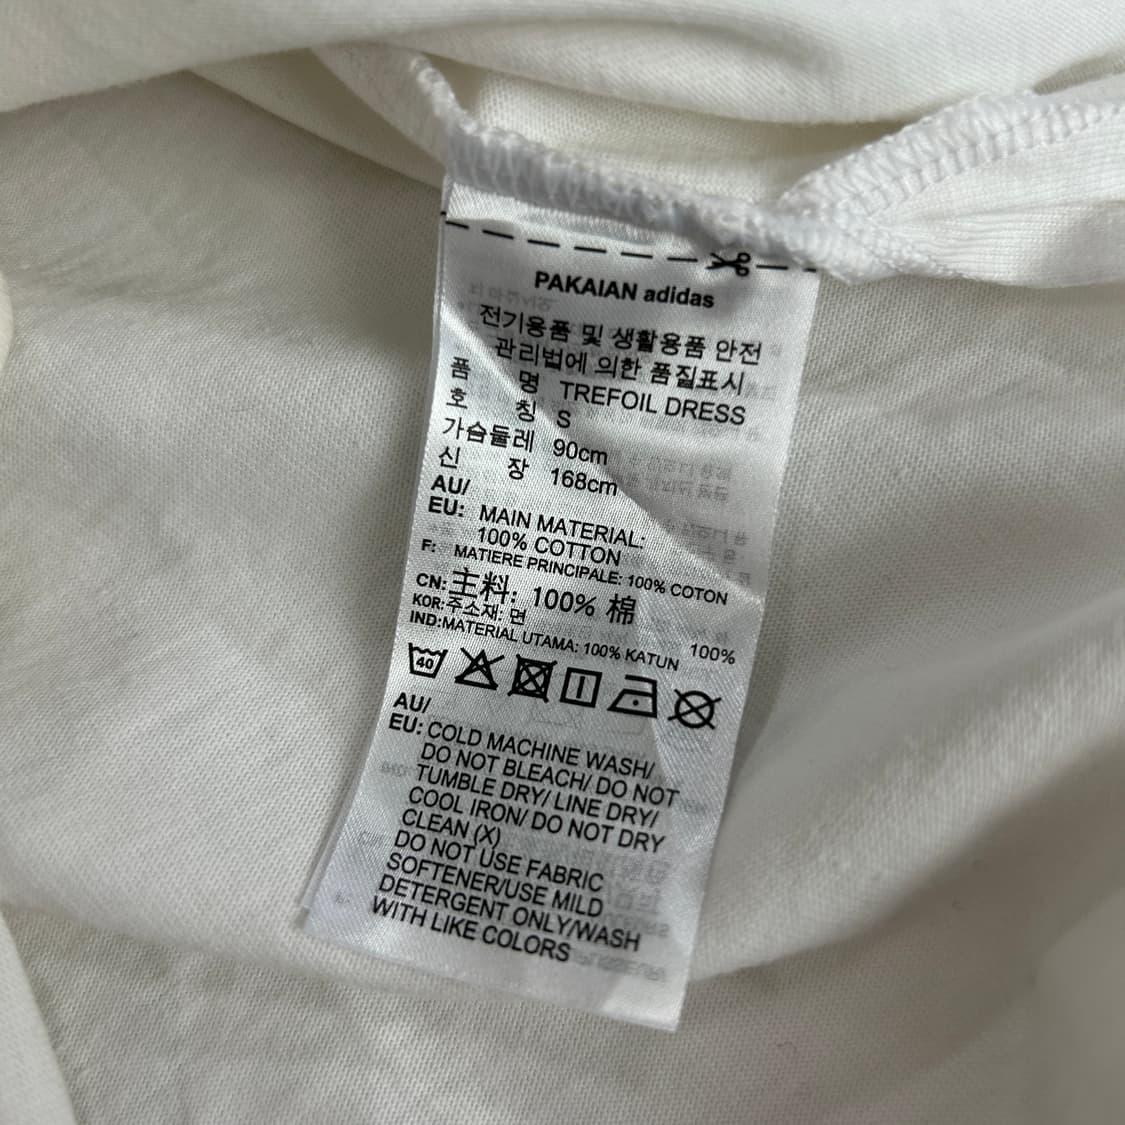 PAKAIAN adidas
전기용품 및 생활용품 안전
관리법에 의한 품질표시
품 명 TREFOIL DRESS
호 칭 S
가슴둘레 90cm
신 장 168cm
AU/
EU: MAIN MATERIAL:
100% COTTON
F: MATIERE PRINCIPALE: 100% COTON
CN: 主料: 100% 棉
KOR: 주소재: 면 100%
IND: MATERIAL UTAMA: 100% KATUN
40
AU/
EU: COLD MACHINE WASH/
DO NOT BLEACH/ DO NOT
TUMBLE DRY/ LINE DRY/
COOL IRON/ DO NOT DRY
CLEAN (X)
DO NOT USE FABRIC
SOFTENER/USE MILD
DETERGENT ONLY/WASH
WITH LIKE COLORS